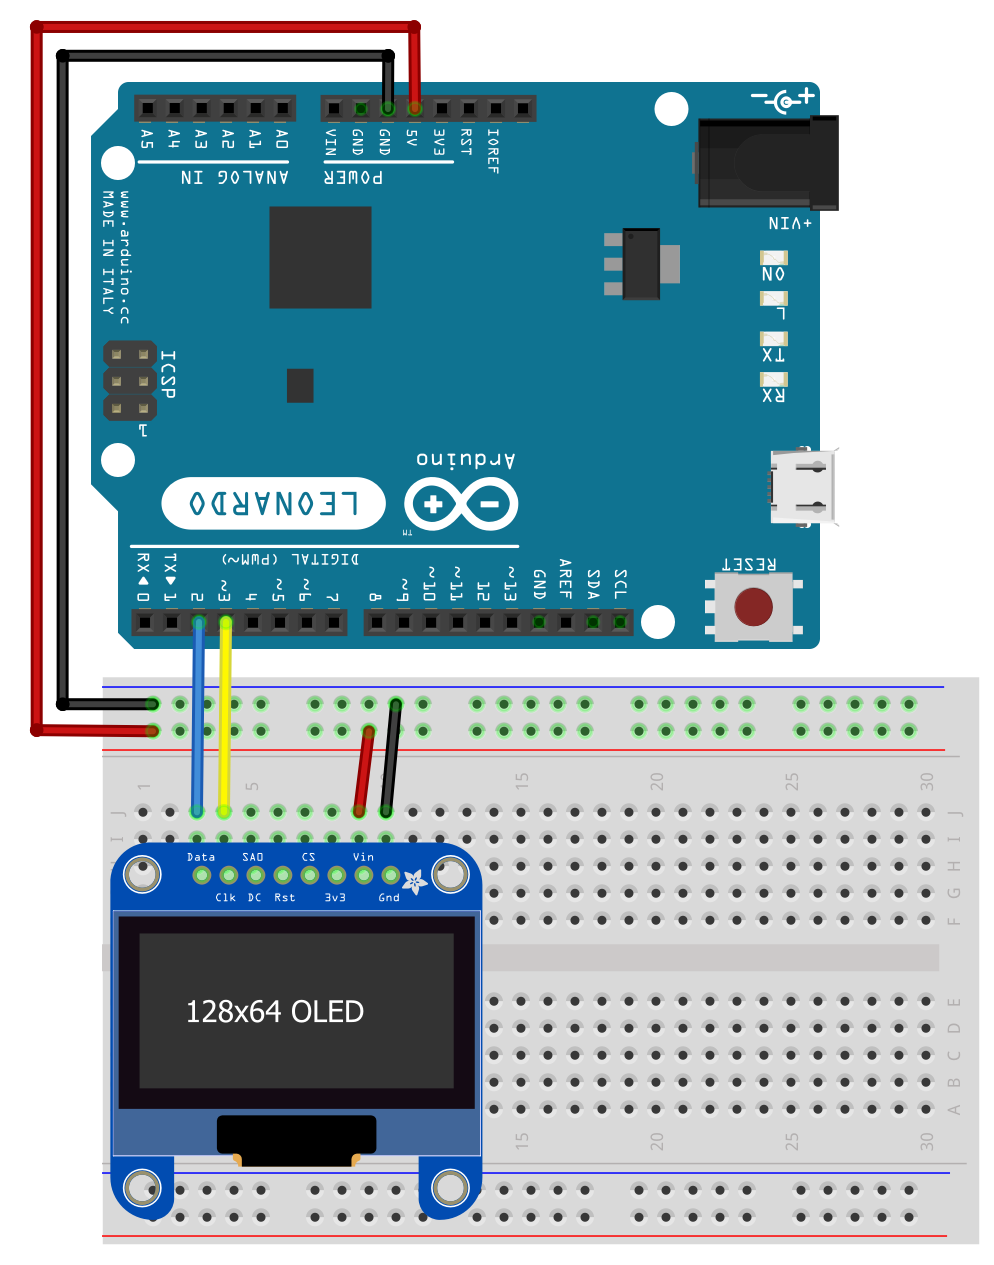 A5 A4 A3 A2 A1 A0
VIN GND GND 5V 3V3 RST IOREF
ANALOG IN
POWER
www.arduino.cc
MADE IN ITALY
+VIN
ON
L
TX
RX
ICSP
1
Arduino
TM
LEONARDO
DIGITAL (PWM~)
RX 0
TX 1
2 ~3 4 ~5 ~6 7
8 ~9 ~10 ~11 12 ~13 GND AREF SDA SCL
RESET
1 5 15 20 25 30
J J
I I
H
G
F
Data SA0 CS Vin
Clk DC Rst 3v3 Gnd
128x64 OLED
E
D
C
B
A
15 20 25 30